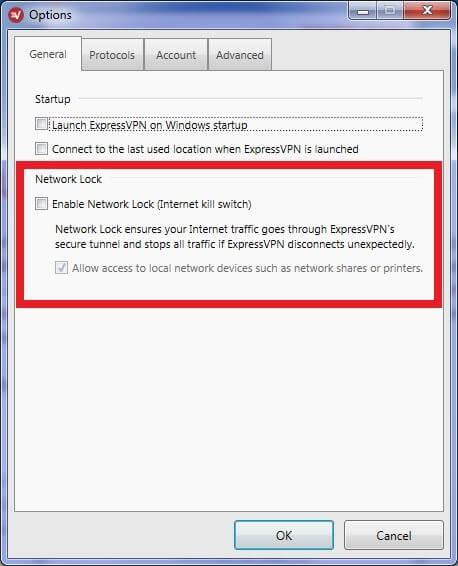 Options
General Protocols Account Advanced
Startup
Launch ExpressVPN on Windows startup
Connect to the last used location when ExpressVPN is launched
Network Lock
Enable Network Lock (Internet kill switch)
Network Lock ensures your Internet traffic goes through ExpressVPN's
secure tunnel and stops all traffic if ExpressVPN disconnects unexpectedly.
Allow access to local network devices such as network shares or printers.
OK Cancel